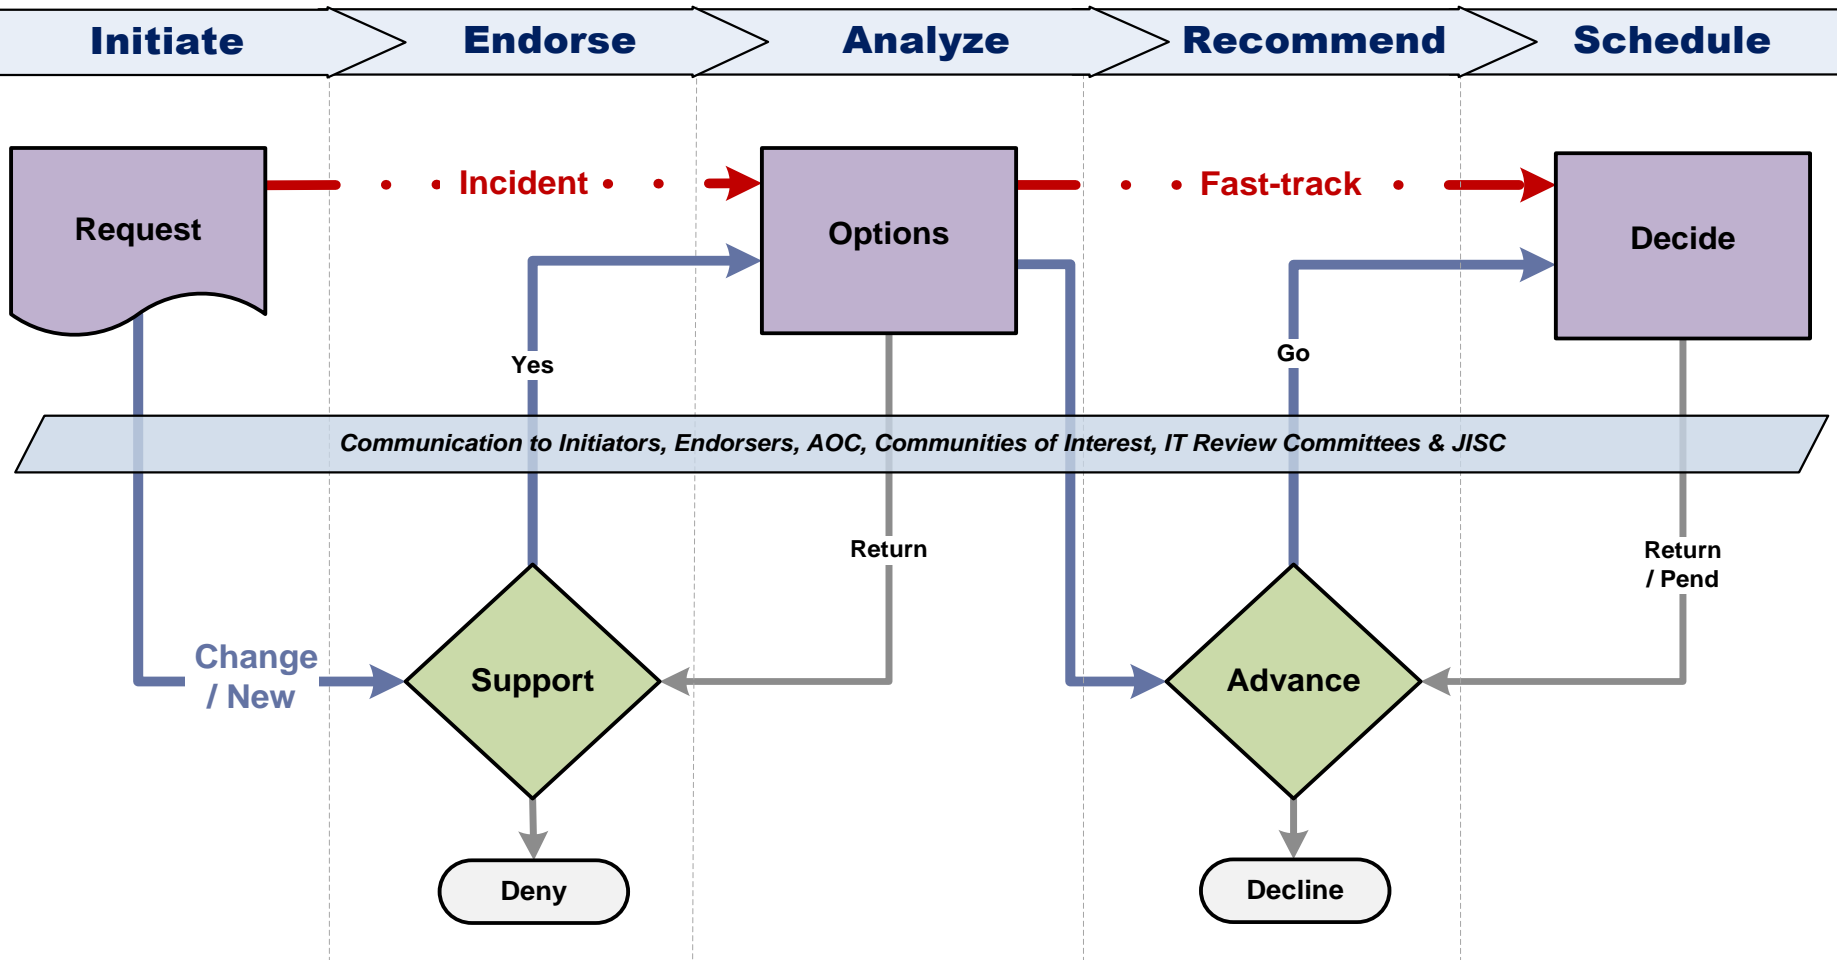 Initiate
Endorse
Analyze
Recommend
Schedule
Request
Incident
Options
Fast-track
Decide
Yes
Go
Communication to Initiators, Endorsers, AOC, Communities of Interest, IT Review Committees & JISC
Return
Return
/ Pend
Change
/ New
Support
Advance
Deny
Decline